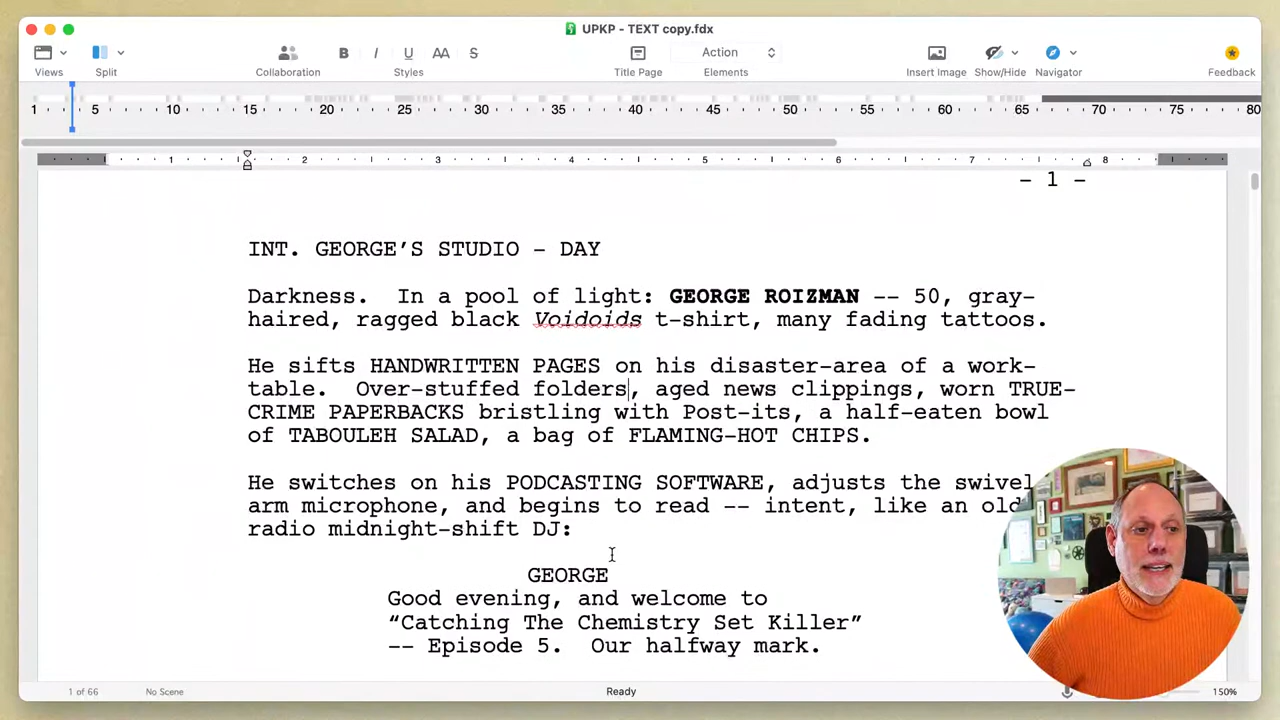 UPKP - TEXT copy.fdx
B I U AA S Action
Views Split Collaboration Styles Title Page Elements Insert Image Show/Hide Navigator Feedback
1 5 10 15 20 25 30 35 40 45 50 55 60 65 70 75 80
1 2 3 4 5 6 7 8
- 1 -
INT. GEORGE’S STUDIO - DAY
Darkness. In a pool of light: GEORGE ROIZMAN -- 50, gray-
haired, ragged black Voidoids t-shirt, many fading tattoos.
He sifts HANDWRITTEN PAGES on his disaster-area of a work-
table. Over-stuffed folders, aged news clippings, worn TRUE-
CRIME PAPERBACKS bristling with Post-its, a half-eaten bowl
of TABOULEH SALAD, a bag of FLAMING-HOT CHIPS.
He switches on his PODCASTING SOFTWARE, adjusts the swivel
arm microphone, and begins to read -- intent, like an old
radio midnight-shift DJ:
GEORGE
Good evening, and welcome to
“Catching The Chemistry Set Killer”
-- Episode 5. Our halfway mark.
1 of 66 No Scene Ready 150%